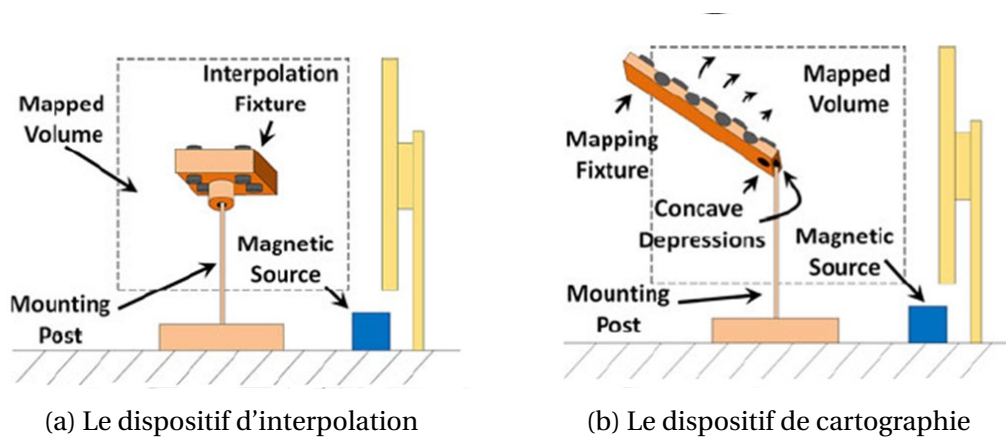 Interpolation
Fixture
Mapped
Volume
Magnetic
Source
Mounting
Post
(a) Le dispositif d’interpolation
Mapped
Volume
Mapping
Fixture
Concave
Depressions
Magnetic
Source
Mounting
Post
(b) Le dispositif de cartographie